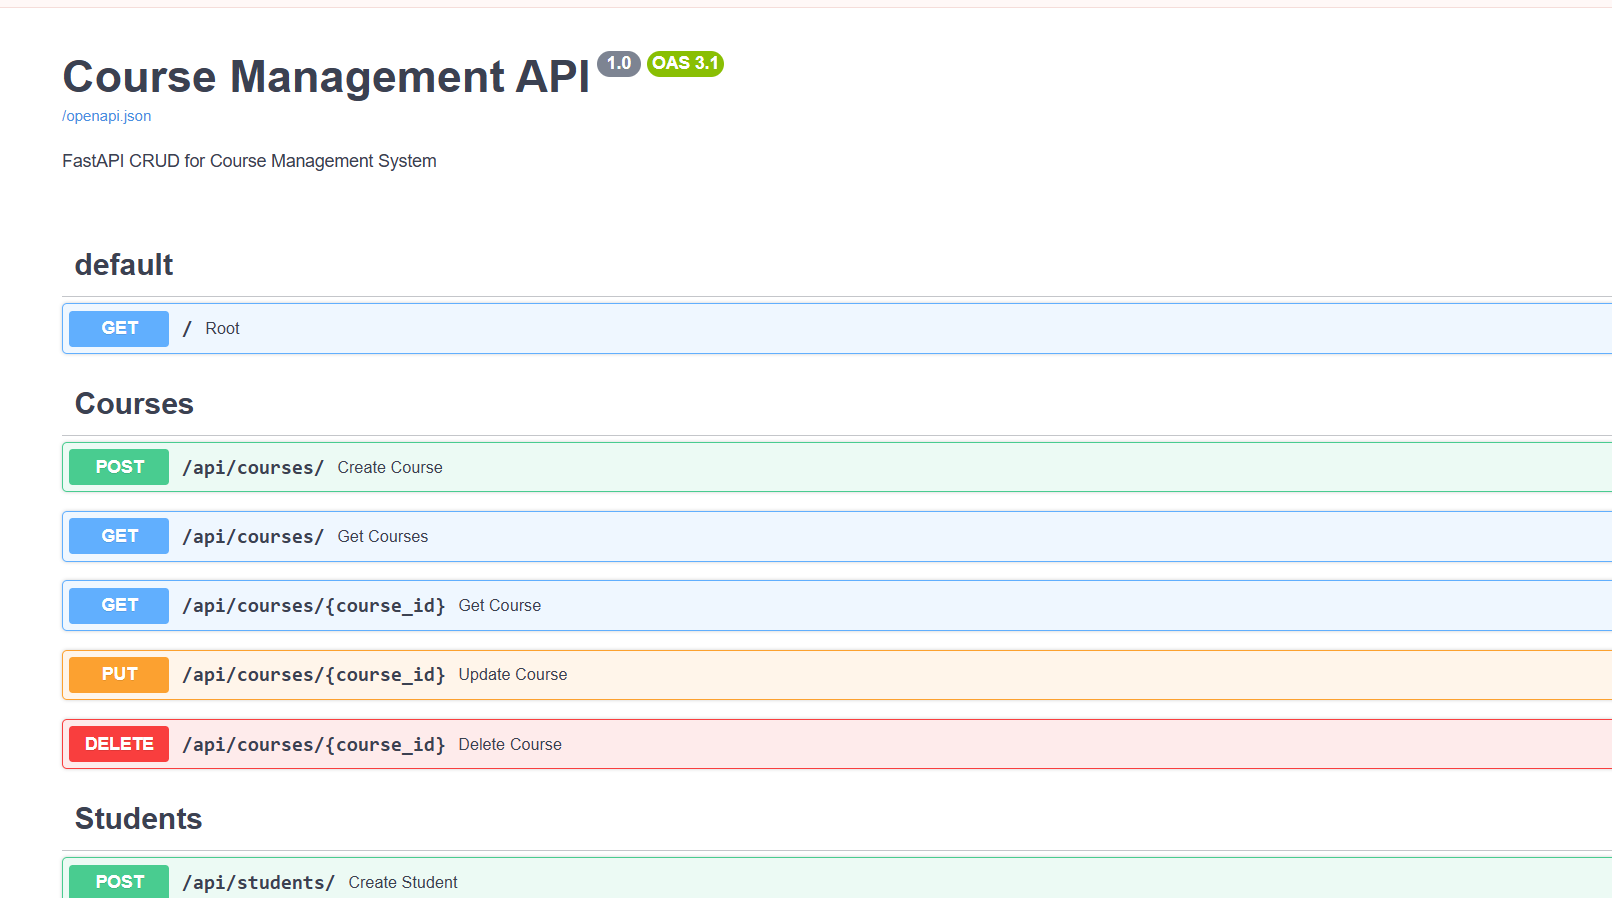 Course Management API 1.0 OAS 3.1
/openapi.json
FastAPI CRUD for Course Management System
default
GET / Root
Courses
POST /api/courses/ Create Course
GET /api/courses/ Get Courses
GET /api/courses/{course_id} Get Course
PUT /api/courses/{course_id} Update Course
DELETE /api/courses/{course_id} Delete Course
Students
POST /api/students/ Create Student